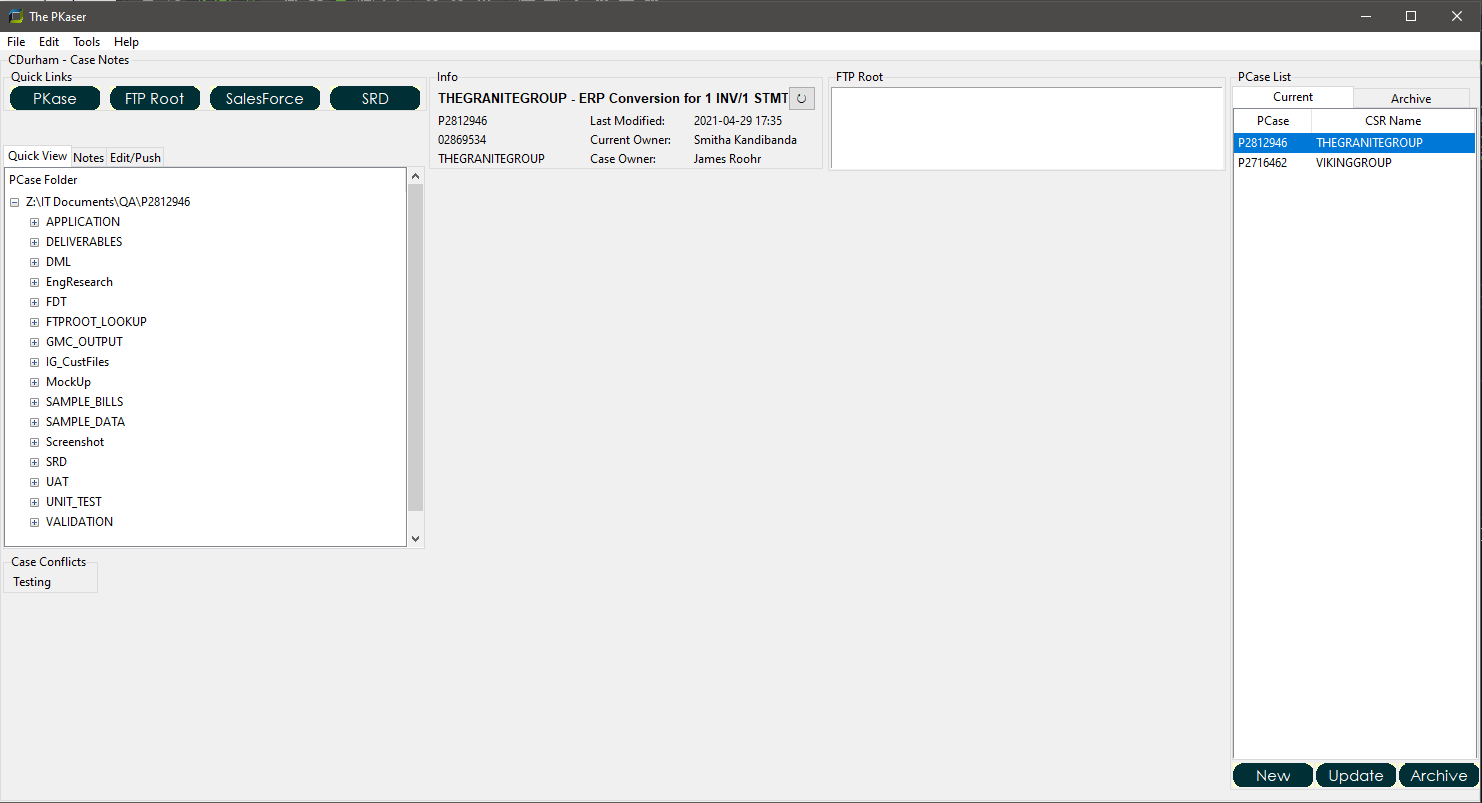 The PKaser
File Edit Tools Help
CDurham - Case Notes
Quick Links
PKase FTP Root SalesForce SRD
Quick View Notes Edit/Push
PCase Folder
Z:\IT Documents\QA\P2812946
APPLICATION
DELIVERABLES
DML
EngResearch
FDT
FTPROOT_LOOKUP
GMC_OUTPUT
IG_CustFiles
MockUp
SAMPLE_BILLS
SAMPLE_DATA
Screenshot
SRD
UAT
UNIT_TEST
VALIDATION
Case Conflicts
Testing
Info
THEGRANITEGROUP - ERP Conversion for 1 INV/1 STMT
P2812946 Last Modified: 2021-04-29 17:35
02869534 Current Owner: Smitha Kandibanda
THEGRANITEGROUP Case Owner: James Roohr
FTP Root
PCase List
Current Archive
PCase CSR Name
P2812946 THEGRANITEGROUP
P2716462 VIKINGGROUP
New Update Archive